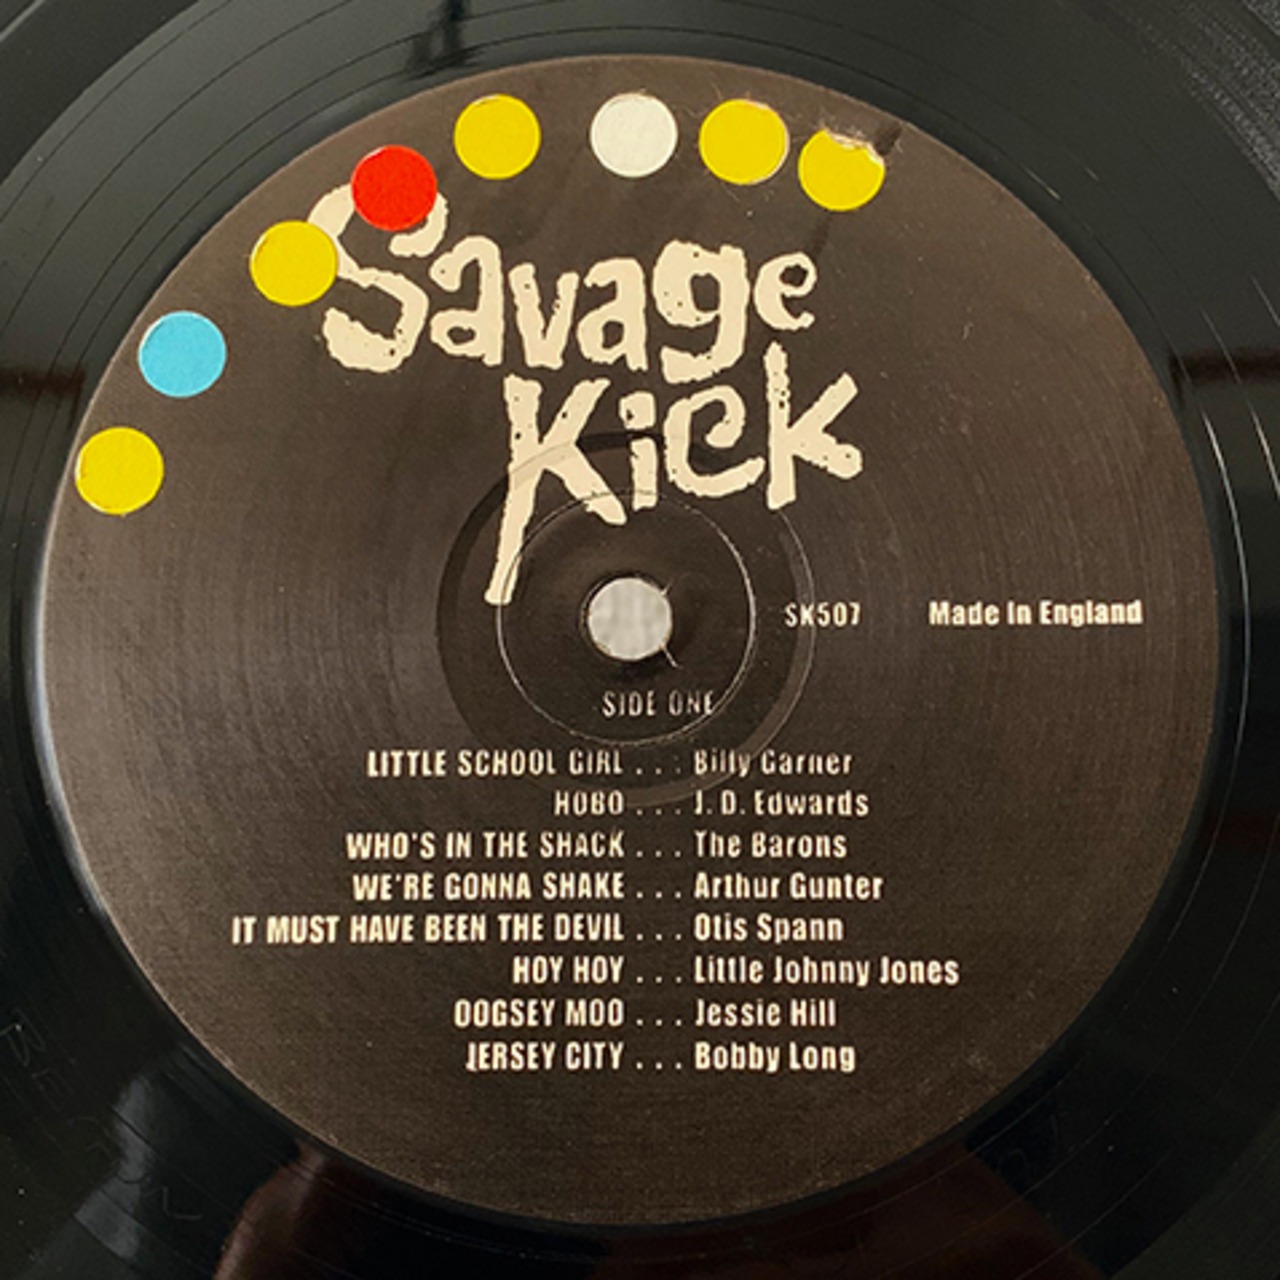 Savage
Kick
SK507 Made In England
SIDE ONE
LITTLE SCHOOL GIRL . . . Billy Garner
HOBO . . . J. D. Edwards
WHO'S IN THE SHACK . . . The Barons
WE'RE GONNA SHAKE . . . Arthur Gunter
IT MUST HAVE BEEN THE DEVIL . . . Otis Spann
HOY HOY . . . Little Johnny Jones
OOGSEY MOO . . . Jessie Hill
JERSEY CITY . . . Bobby Long